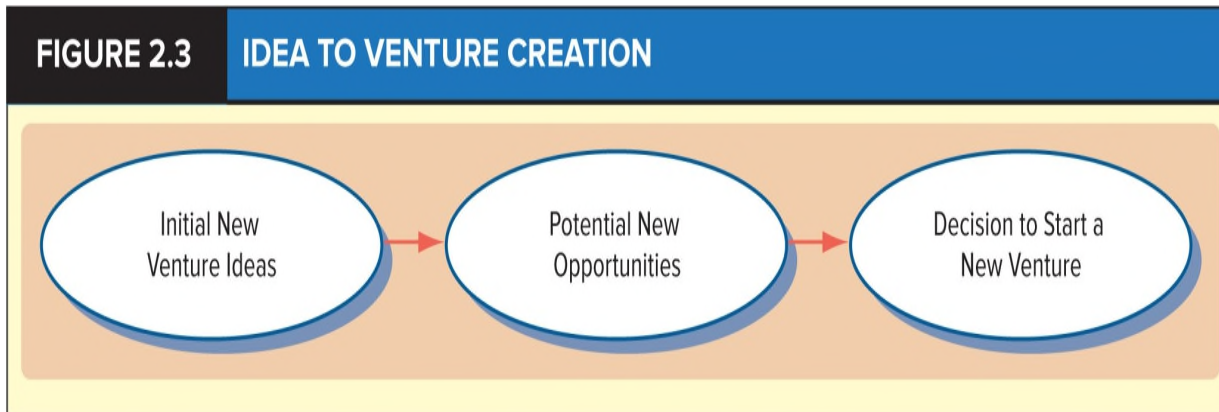 FIGURE 2.3
IDEA TO VENTURE CREATION
Initial New
Venture Ideas
Potential New
Opportunities
Decision to Start a
New Venture